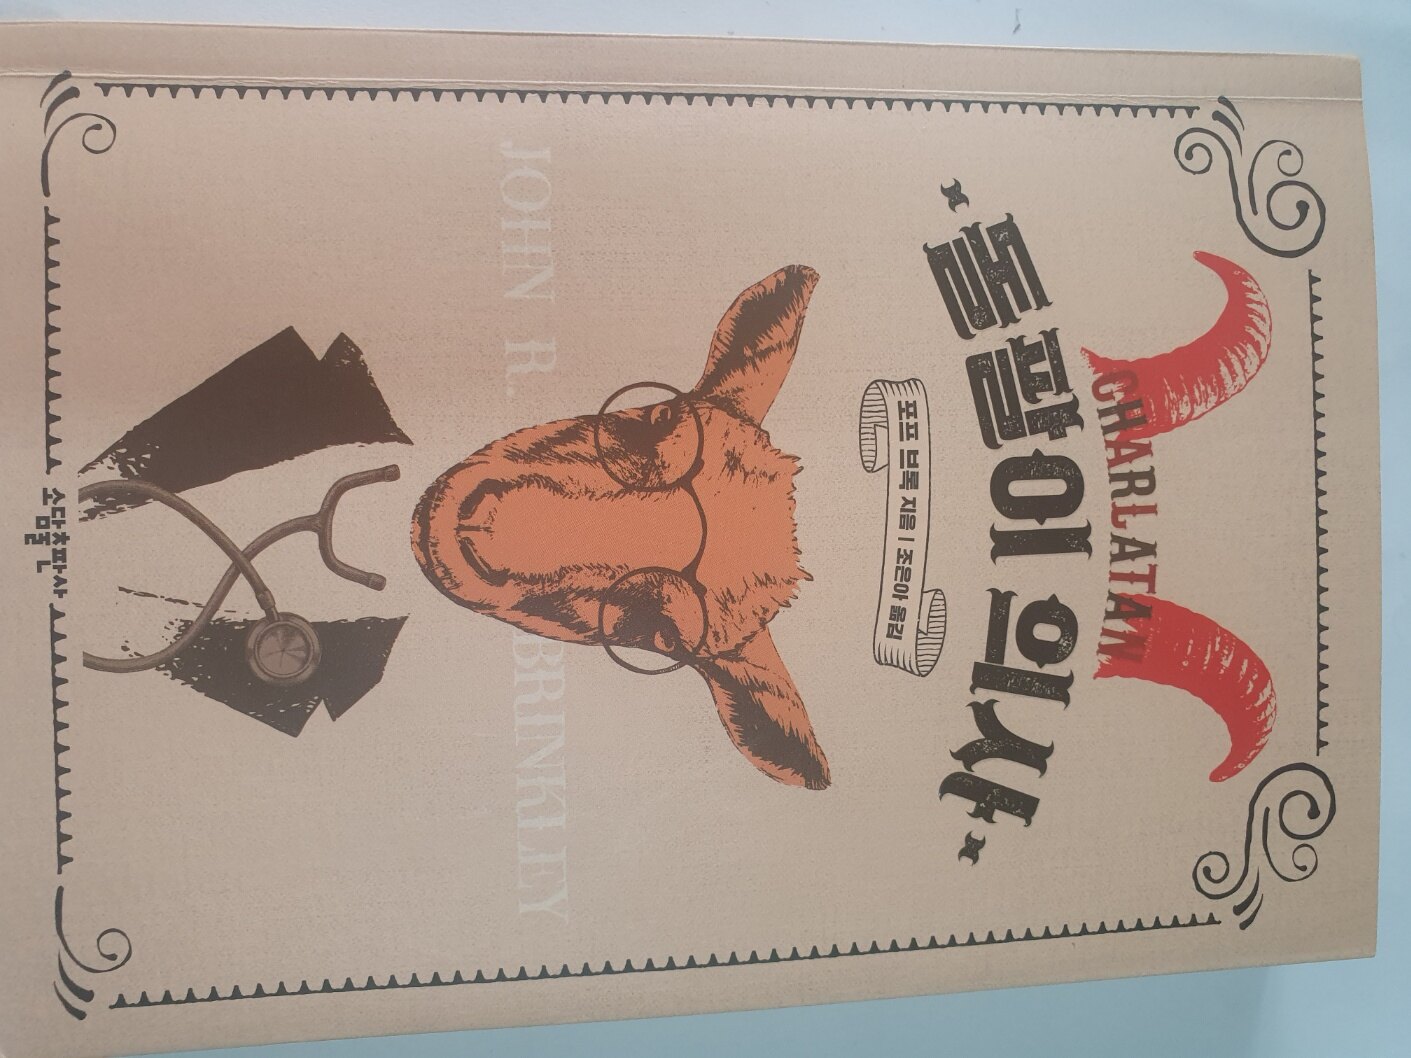 CHARLATAN
돌팔이 의사
포프 브록 지음 | 조은아 옮김
JOHN R. BRINKLEY
소담출판사